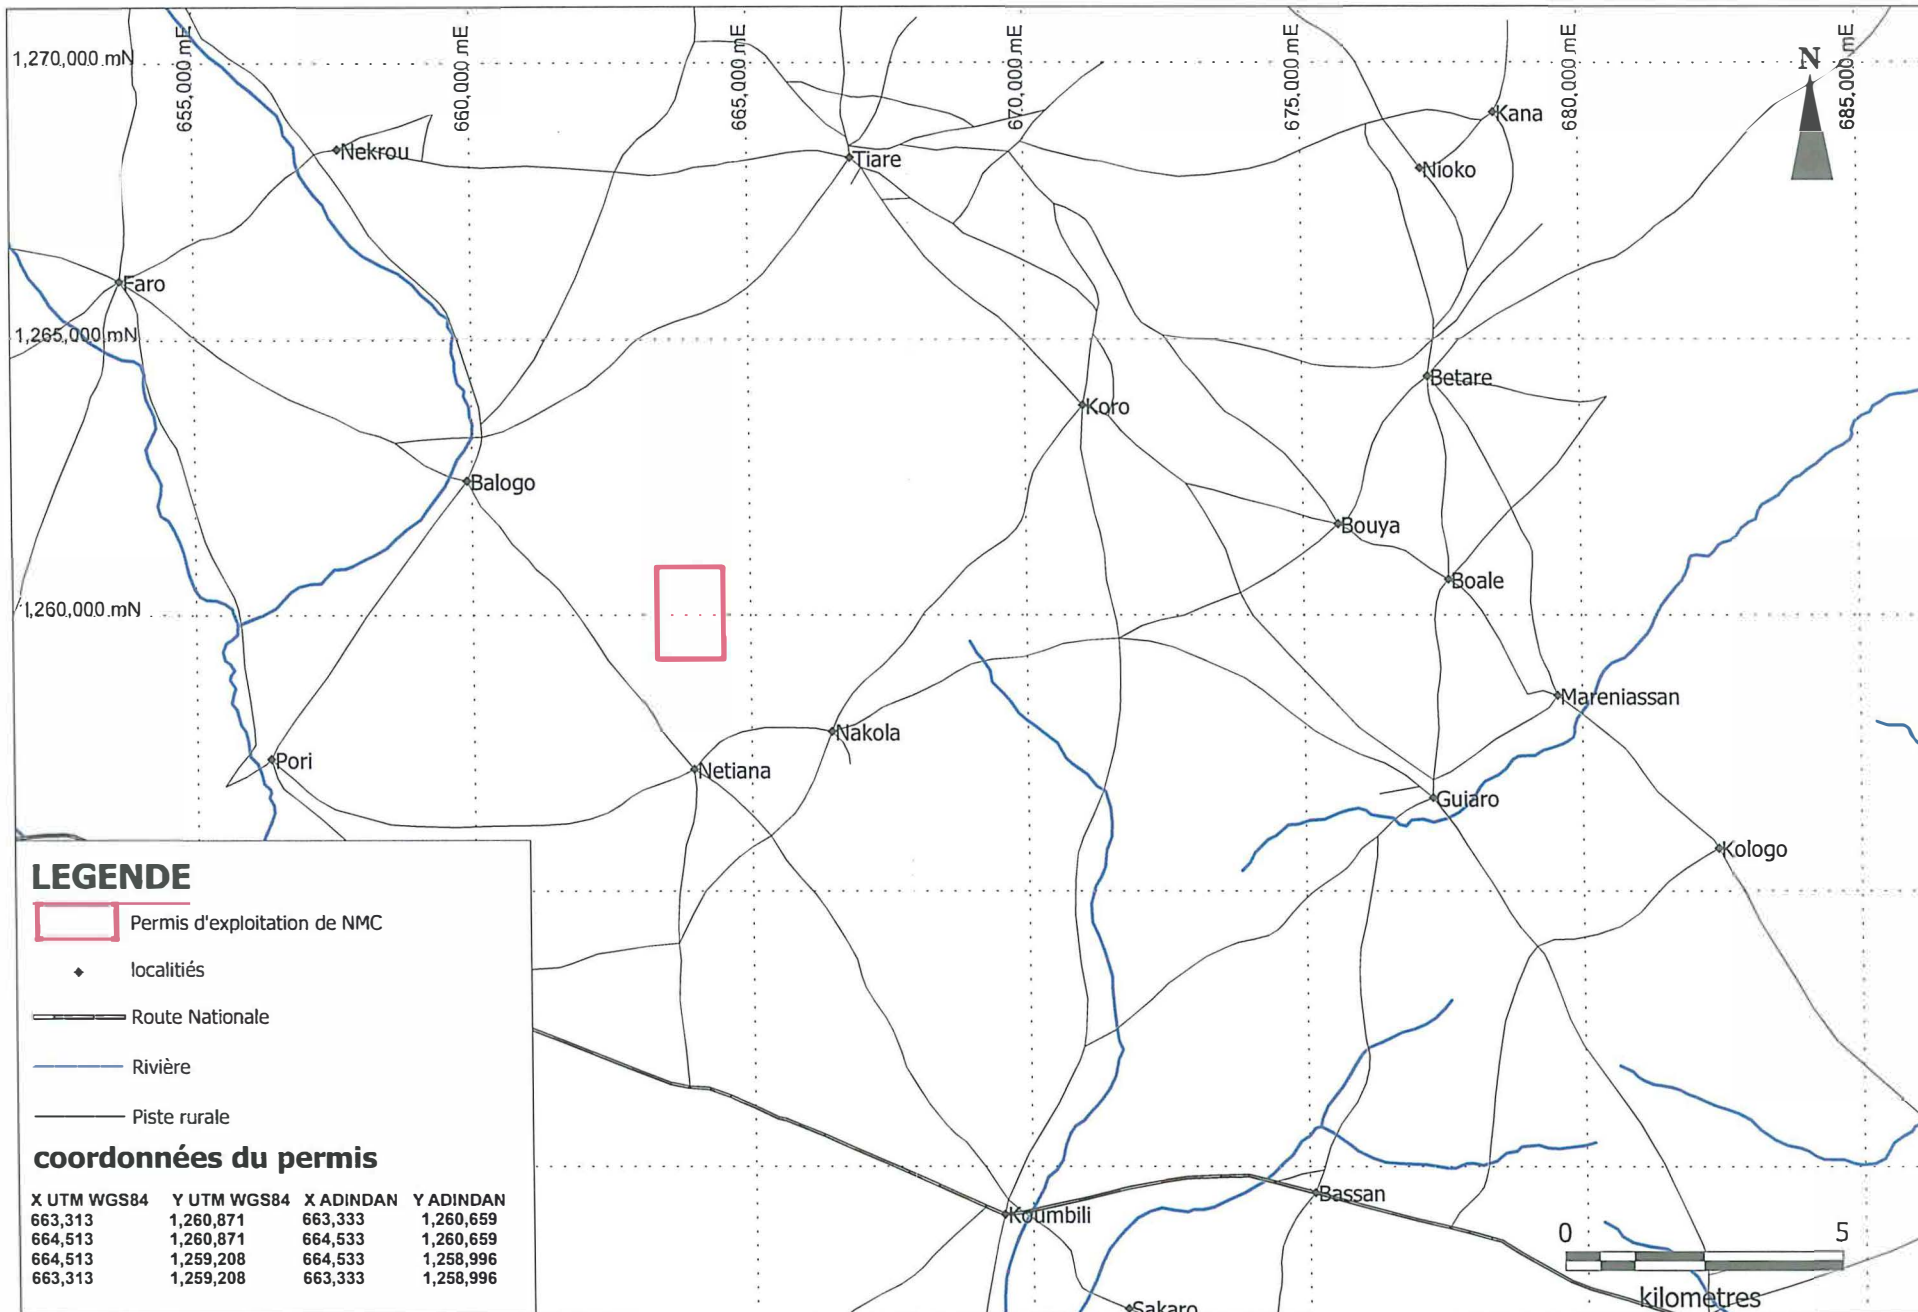 1,270,000 mN
655,000 mE
660,000 mE
665,000 mE
670,000 mE
675,000 mE
680,000 mE
685,000 mE
N
Kana
Nekrou
Tiare
Nioko
Faro
1,265,000 mN
Betare
Koro
Balogo
Bouya
Boale
1,260,000 mN
Mareniassan
Nakola
Pori
Netiana
Guiaro
Kologo
LEGENDE
Permis d'exploitation de NMC
localitiés
Route Nationale
Rivière
Piste rurale
coordonnées du permis
X UTM WGS84 Y UTM WGS84 X ADINDAN Y ADINDAN
663,313 1,260,871 663,333 1,260,659
664,513 1,260,871 664,533 1,260,659
664,513 1,259,208 664,533 1,258,996
663,313 1,259,208 663,333 1,258,996
Bassan
Koumbili
Sakaro
0 5
kilometres